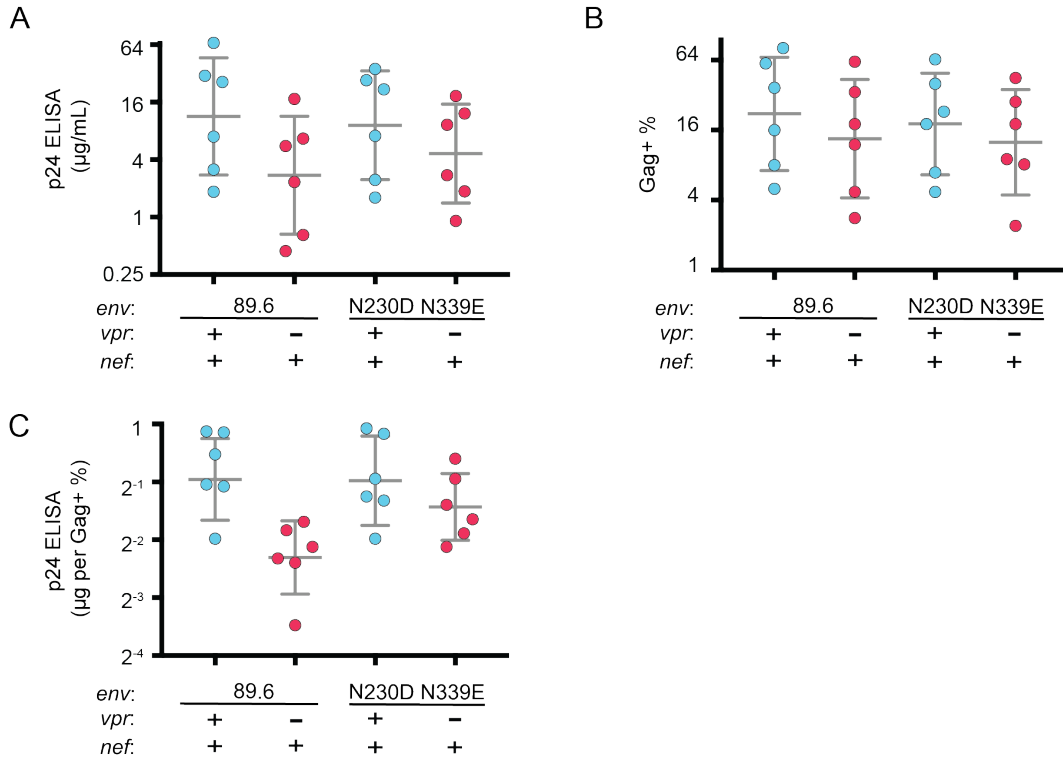 A
p24 ELISA
(µg/mL)
64
16
4
1
0.25
env: 89.6 N230D N339E
vpr: + − + −
nef: + + + +
B
Gag+ %
64
16
4
1
env: 89.6 N230D N339E
vpr: + − + −
nef: + + + +
C
p24 ELISA
(µg per Gag+ %)
1
2-1
2-2
2-3
2-4
env: 89.6 N230D N339E
vpr: + − + −
nef: + + + +